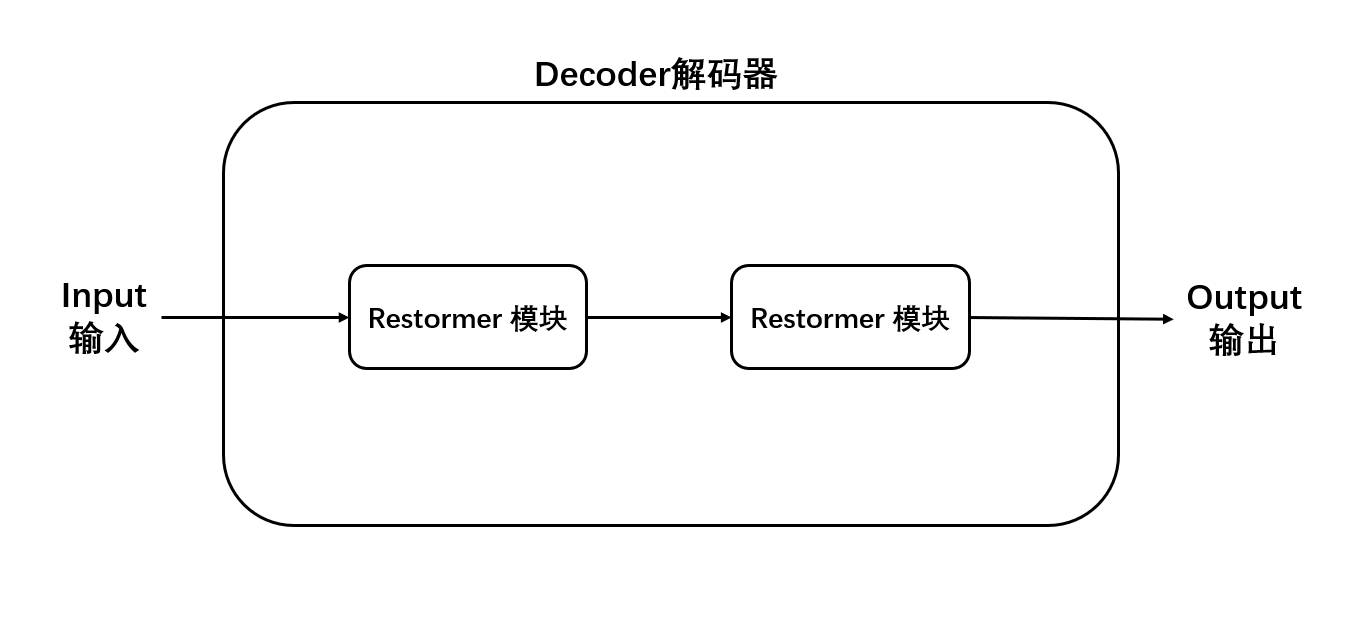 Decoder解码器
Input
输入
Restormer 模块
Restormer 模块
Output
输出